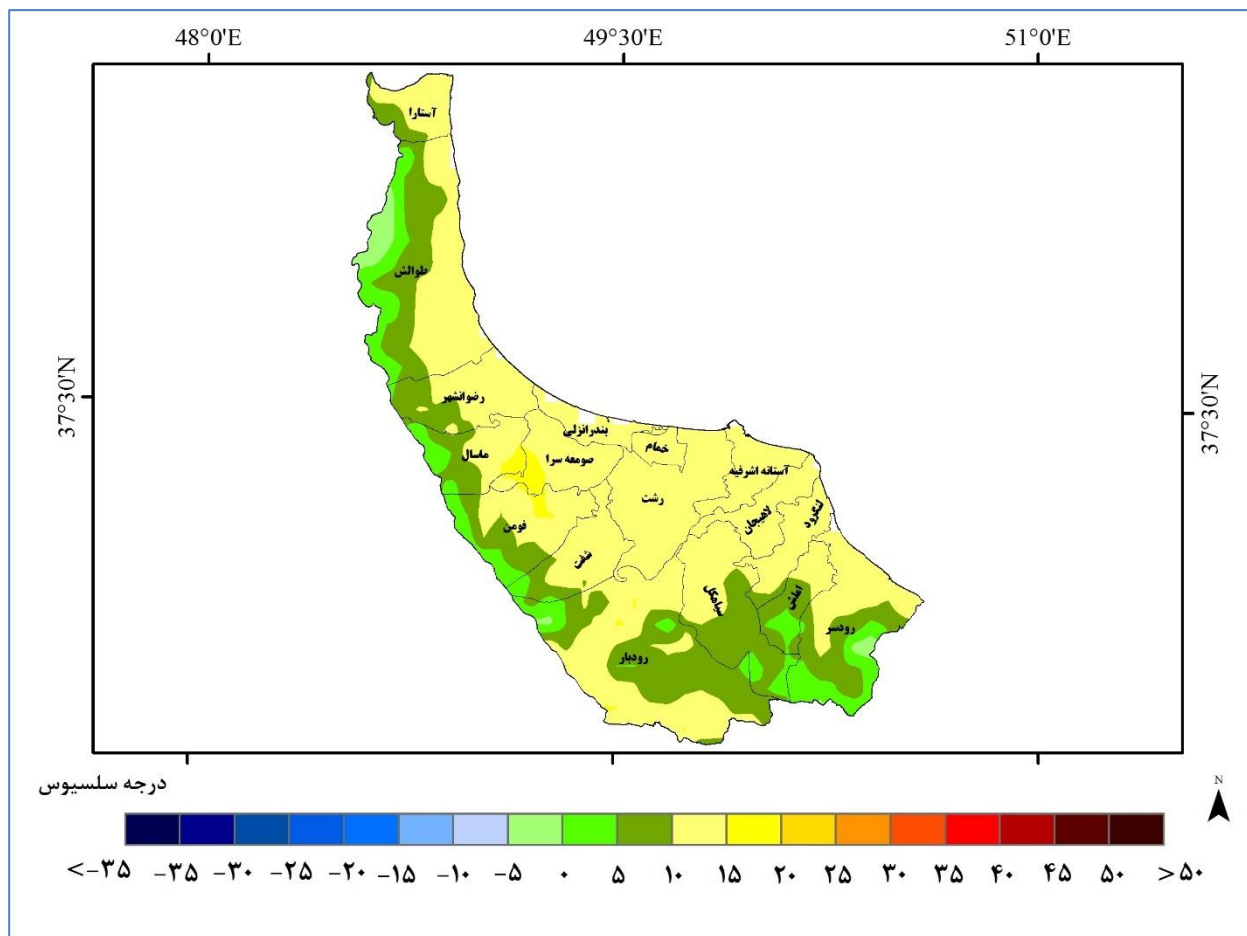 48°0'E 49°30'E 51°0'E
آستارا
طوالش
37°30'N
37°30'N
رضوانشهر
بندرانزلی
خمام
ماسال
صومعه سرا
آستانه اشرفیه
رشت
لنگرود
لاهیجان
فومن
شفت
املش
سیاهکل
رودسر
رودبار
درجه سلسیوس
N
<-۳۵ -۳۵ -۳۰ -۲۵ -۲۰ -۱۵ -۱۰ -۵ ۰ ۵ ۱۰ ۱۵ ۲۰ ۲۵ ۳۰ ۳۵ ۴۰ ۴۵ ۵۰ >۵۰